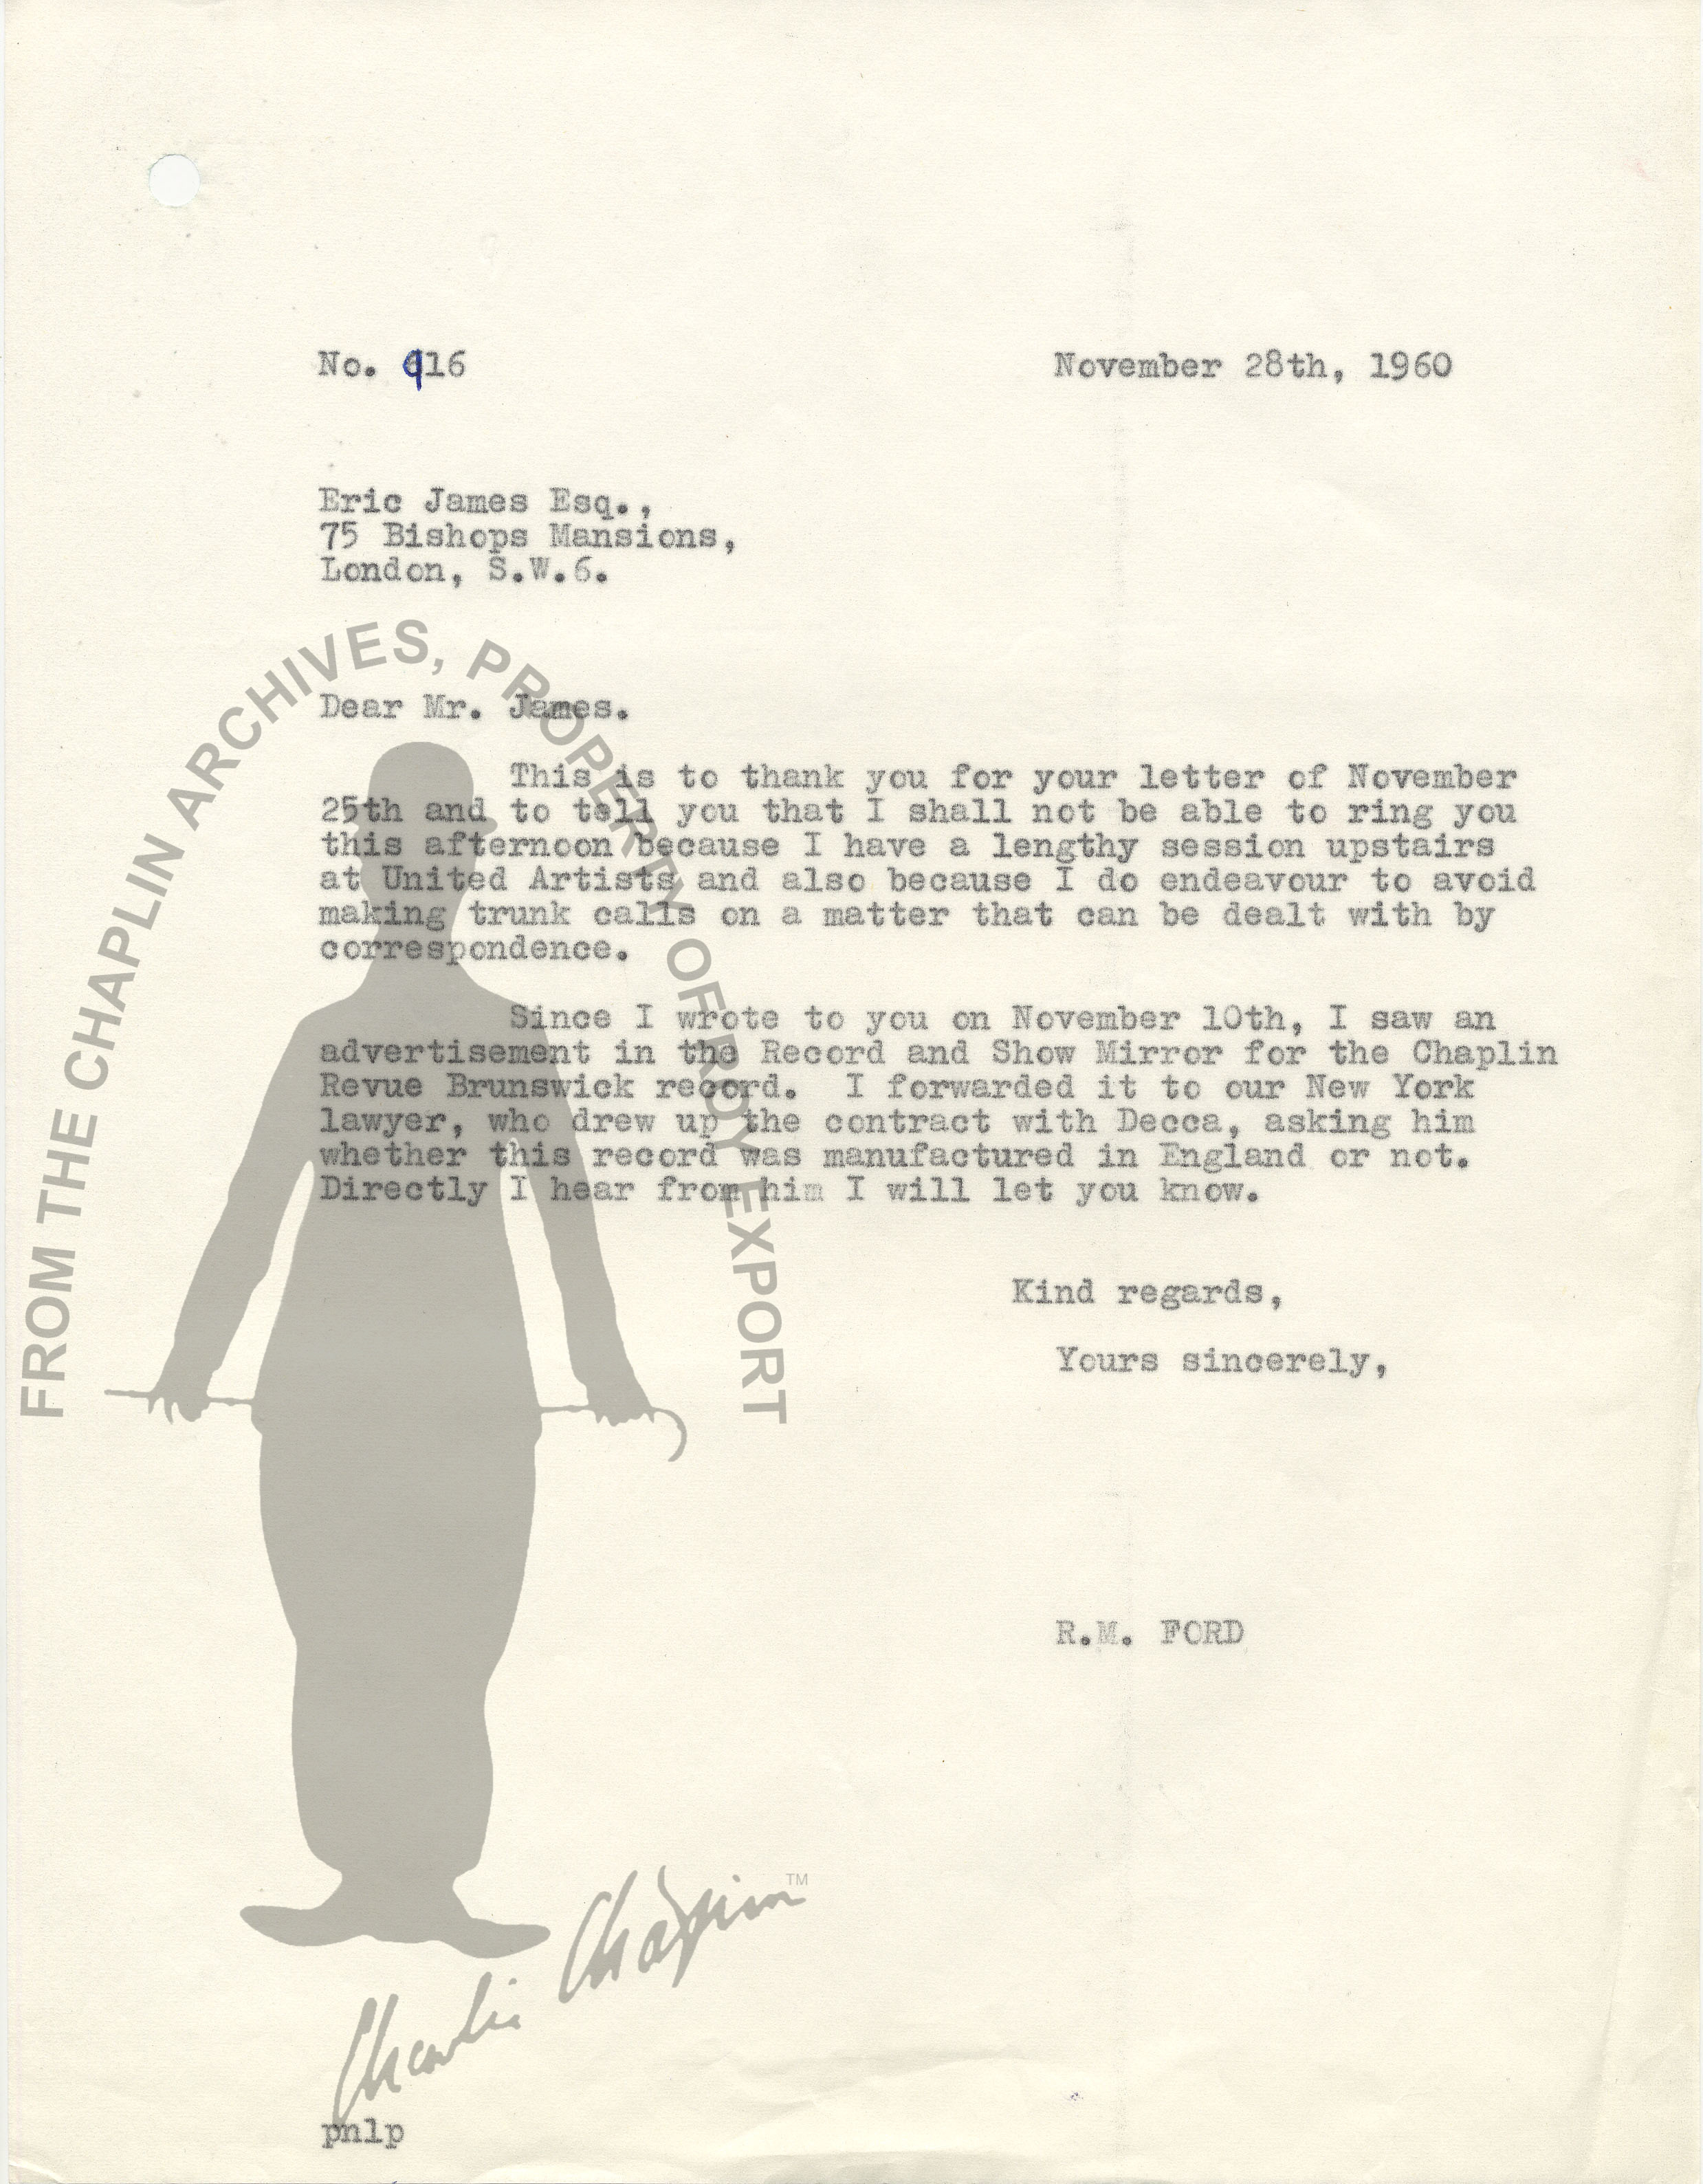 No. 916
November 28th, 1960
Eric James Esq.,
75 Bishops Mansions,
London, S.W.6.
Dear Mr. James.
This is to thank you for your letter of November
25th and to tell you that I shall not be able to ring you
this afternoon because I have a lengthy session upstairs
at United Artists and also because I do endeavour to avoid
making trunk calls on a matter that can be dealt with by
correspondence.
Since I wrote to you on November 10th, I saw an
advertisement in the Record and Show Mirror for the Chaplin
Revue Brunswick record. I forwarded it to our New York
lawyer, who drew up the contract with Decca, asking him
whether this record was manufactured in England or not.
Directly I hear from him I will let you know.
Kind regards,
Yours sincerely,
R.M. FORD
pnlp
FROM THE CHAPLIN ARCHIVES, PROPERTY OF ROY EXPORT
Charlie Chaplin TM